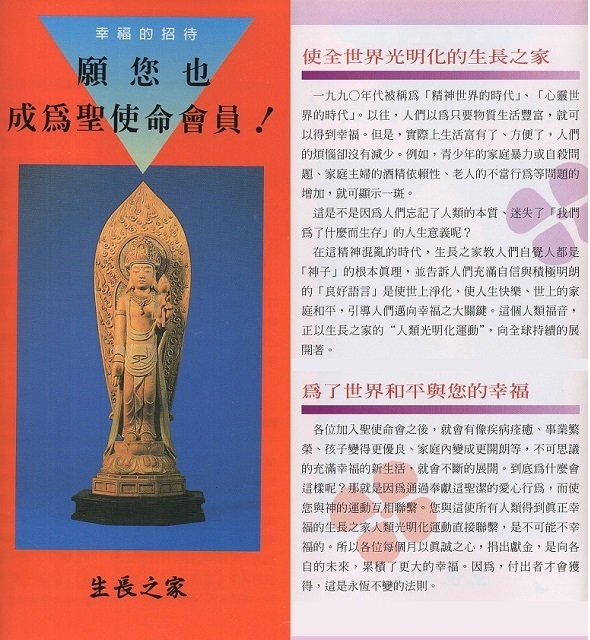 幸福的招待
願您也
成爲聖使命會員！
生長之家
使全世界光明化的生長之家
一九九〇年代被稱爲「精神世界的時代」、「心靈世
界的時代」。以往，人們以爲只要物質生活豐富，就可
以得到幸福。但是，實際上生活富有了、方便了，人們
的煩惱卻沒有減少。例如，青少年的家庭暴力或自殺問
題、家庭主婦的酒精依賴性、老人的不當行爲等問題的
增加，就可顯示一斑。
這是不是因爲人們忘記了人類的本質、迷失了「我們
爲了什麼而生存」的人生意義呢？
在這精神混亂的時代，生長之家教人們自覺人都是
「神子」的根本眞理，並告訴人們充滿自信與積極明朗
的「良好語言」是使世上淨化，使人生快樂、世上的家
庭和平，引導人們邁向幸福之大關鍵。這個人類福音，
正以生長之家的“人類光明化運動”，向全球持續的展
開著。
爲了世界和平與您的幸福
各位加入聖使命會之後，就會有像疾病痊癒、事業繁
榮、孩子變得更優良、家庭內變成更開朗等，不可思議
的充滿幸福的新生活，就會不斷的展開。到底爲什麼會
這樣呢？那就是因爲通過奉獻這聖潔的愛心行爲，而使
您與神的運動互相聯繫。您與這使所有人類得到眞正幸
福的生長之家人類光明化運動直接聯繫，是不可能不幸
福的。所以各位每個月以眞誠之心，捐出獻金，是向各
自的未來，累積了更大的幸福。因爲，付出者才會獲
得，這是永恆不變的法則。